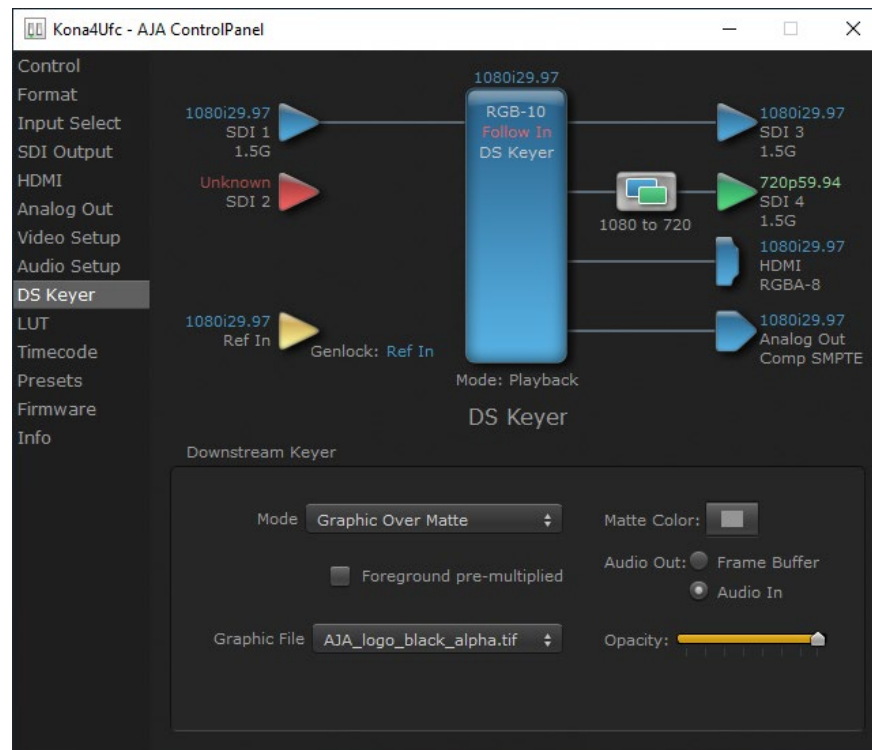 Kona4Ufc - AJA ControlPanel
Control
Format
Input Select
SDI Output
HDMI
Analog Out
Video Setup
Audio Setup
DS Keyer
LUT
Timecode
Presets
Firmware
Info
1080i29.97
1080i29.97
SDI 1
1.5G
Unknown
SDI 2
1080i29.97
Ref In
Genlock: Ref In
RGB-10
Follow In
DS Keyer
Mode: Playback
1080 to 720
1080i29.97
SDI 3
1.5G
720p59.94
SDI 4
1.5G
1080i29.97
HDMI
RGBA-8
1080i29.97
Analog Out
Comp SMPTE
DS Keyer
Downstream Keyer
Mode Graphic Over Matte
Matte Color:
Foreground pre-multiplied
Audio Out: Frame Buffer
Audio In
Graphic File AJA_logo_black_alpha.tif
Opacity: